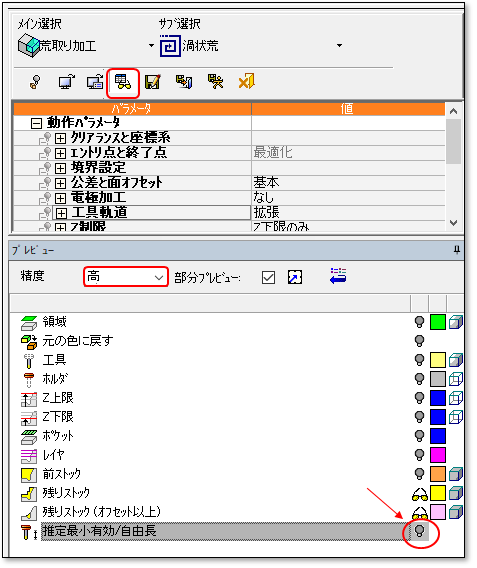 メイン選択 サブ選択
荒取り加工 渦状荒
パラメータ 値
動作パラメータ
クリアランスと座標系
エントリ点と終了点 最適化
境界設定
公差と面オフセット 基本
電極加工 なし
工具軌道 拡張
Z制限 Z下限のみ
プレビュー
精度 高 部分プレビュー:
領域
元の色に戻す
工具
ホルダ
Z上限
Z下限
ポケット
レイヤ
前ストック
残りストック
残りストック (オフセット以上)
推定最小有効/自由長